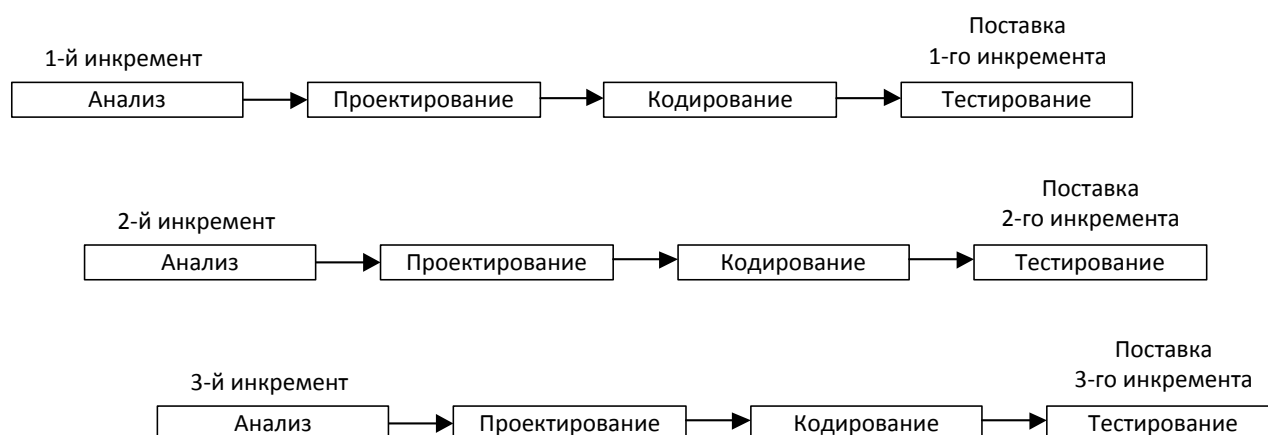 Поставка
1-й инкремент
1-го инкремента
Анализ
Проектирование
Кодирование
Тестирование
Поставка
2-й инкремент
2-го инкремента
Анализ
Проектирование
Кодирование
Тестирование
Поставка
3-й инкремент
3-го инкремента
Анализ
Проектирование
Кодирование
Тестирование